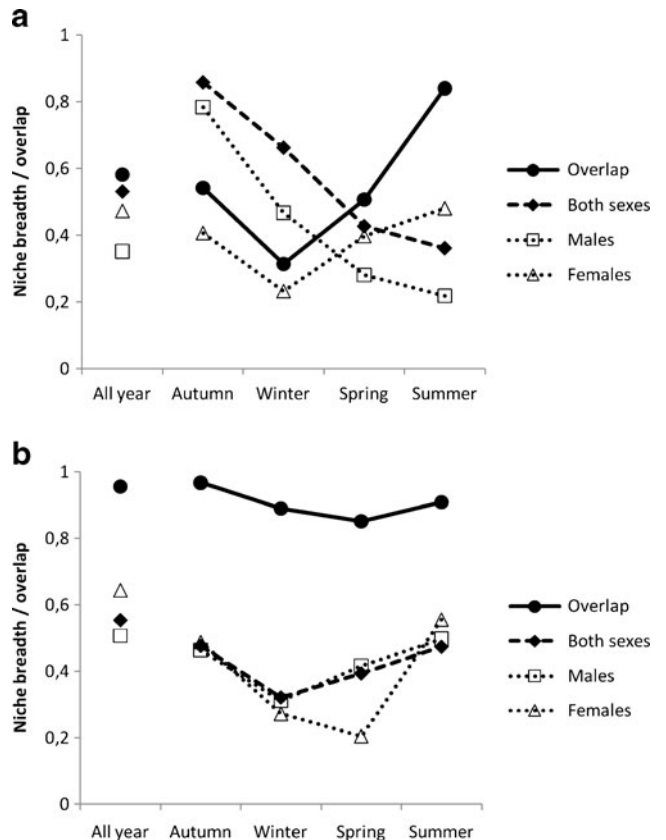 a
1
0,8
0,6
0,4
0,2
0
Niche breadth / overlap
All year Autumn Winter Spring Summer
Overlap
Both sexes
Males
Females
b
1
0,8
0,6
0,4
0,2
0
Niche breadth / overlap
All year Autumn Winter Spring Summer
Overlap
Both sexes
Males
Females